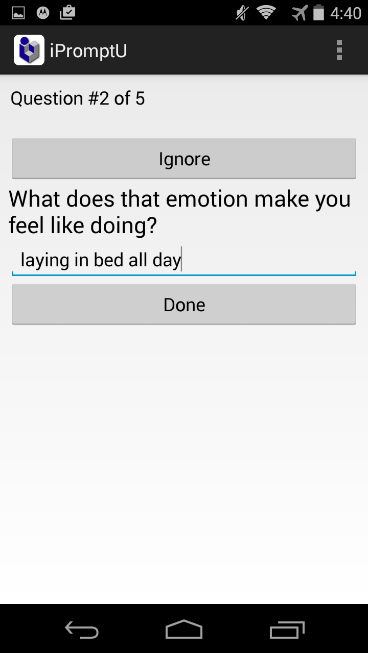 4:40
iPromptU
Question #2 of 5
Ignore
What does that emotion make you
feel like doing?
laying in bed all day
Done